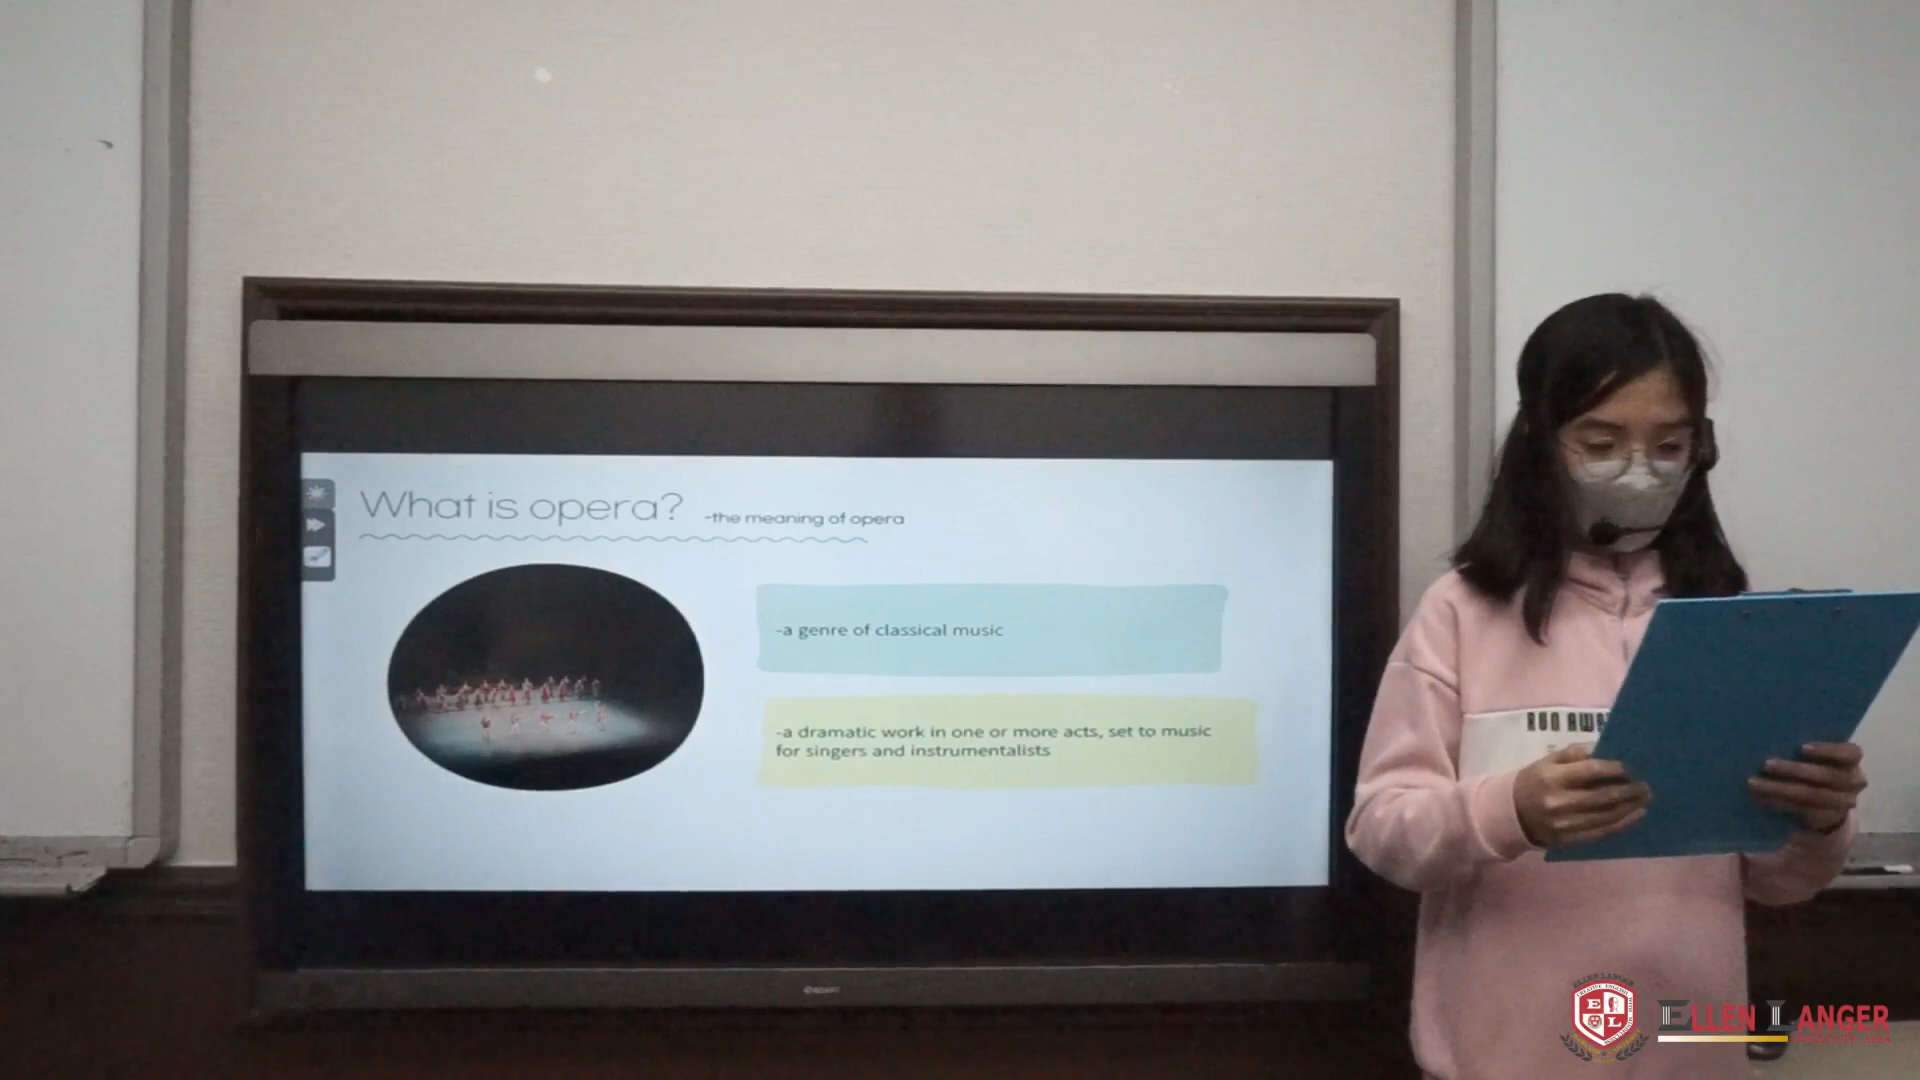 What is opera? -the meaning of opera
-a genre of classical music
-a dramatic work in one or more acts, set to music
for singers and instrumentalists
RUN AW
E L
ELLEN LANGER